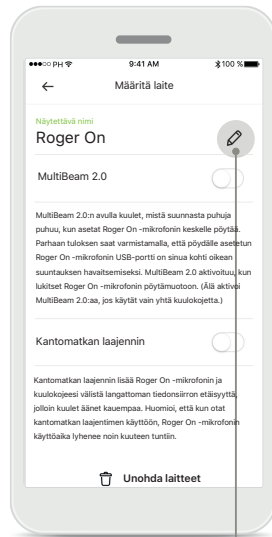 PH 9:41 AM 100 %
Määritä laite
Näytettävä nimi
Roger On
MultiBeam 2.0
MultiBeam 2.0:n avulla kuulet, mistä suunnasta puhuja
puhuu, kun asetat Roger On -mikrofonin keskelle pöytää.
Parhaan tuloksen saat varmistamalla, että pöydälle asetetun
Roger On -mikrofonin USB-portti on sinua kohti oikean
suuntauksen havaitsemiseksi. MultiBeam 2.0 aktivoituu, kun
lukitset Roger On -mikrofonin pöytämuotoon. (Älä aktivoi
MultiBeam 2.0:aa, jos käytät vain yhtä kuulokojetta.)
Kantomatkan laajennin
Kantomatkan laajennin lisää Roger On -mikrofonin ja
kuulokojeesi välistä langattoman tiedonsiirron etäisyyttä,
jolloin kuulet äänet kauempaa. Huomioi, että kun otat
kantomatkan laajentimen käyttöön, Roger On -mikrofonin
käyttöaika lyhenee noin kuuteen tuntiin.
Unohda laitteet